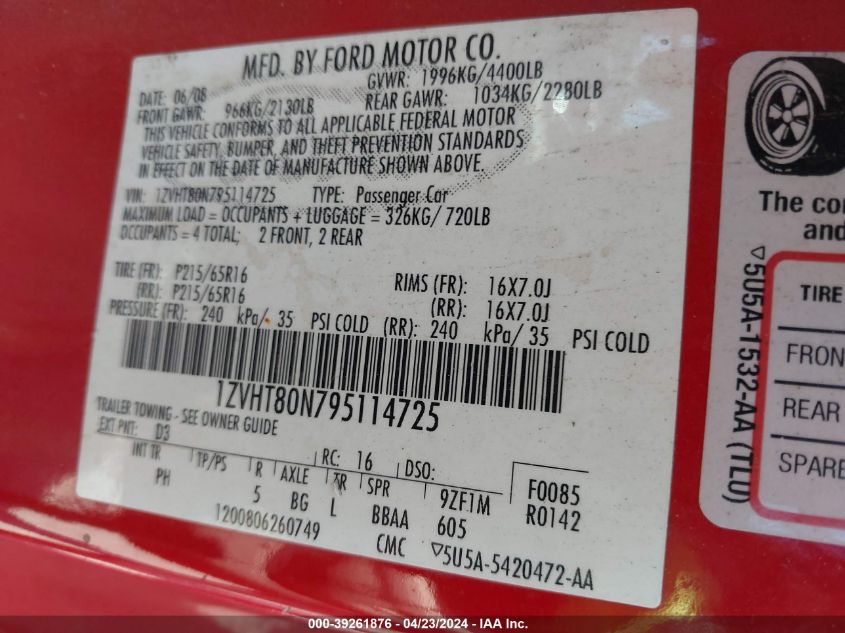 MFD. BY FORD MOTOR CO.
DATE: 06/08 GVWR: 1996KG/4400LB
FRONT GAWR: 966KG/2130LB REAR GAWR: 1034KG/2280LB
THIS VEHICLE CONFORMS TO ALL APPLICABLE FEDERAL MOTOR
VEHICLE SAFETY, BUMPER, AND THEFT PREVENTION STANDARDS
IN EFFECT ON THE DATE OF MANUFACTURE SHOWN ABOVE.
VIN: 1ZVHT80N795114725 TYPE: Passenger Car
MAXIMUM LOAD = OCCUPANTS + LUGGAGE = 326KG/ 720LB
OCCUPANTS = 4 TOTAL; 2 FRONT, 2 REAR
TIRE (FR): P215/65R16 RIMS (FR): 16X7.0J
(RR): P215/65R16 (RR): 16X7.0J
PRESSURE (FR): 240 kPa/ 35 PSI COLD (RR): 240 kPa/ 35 PSI COLD
1ZVHT80N795114725
TRAILER TOWING - SEE OWNER GUIDE
EXT PNT: D3 RC: 16 DSO: F0085
INT TR TP/PS R AXLE TR SPR 9ZF1M R0142
PH 5 BG L BBAA 605
1200806260749 CMC ▽5U5A-5420472-AA
The co
and
TIRE
FRON
REAR
SPARE
▽5U5A-1532-AA (TLU)
000-39261876 - 04/23/2024 - IAA Inc.